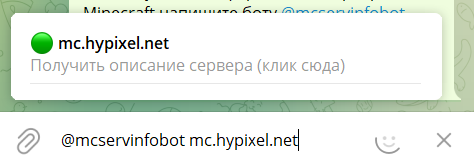 Minecraft напишите боту @mcservinfobot
mc.hypixel.net
Получить описание сервера (клик сюда)
@mcservinfobot mc.hypixel.net